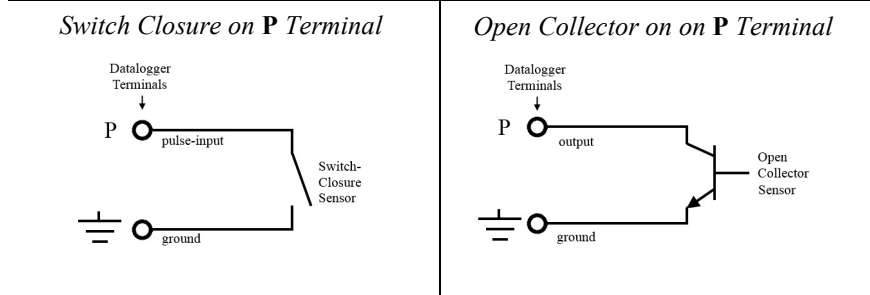 Switch Closure on P Terminal
Datalogger
Terminals
P
pulse-input
Switch-
Closure
Sensor
ground
Open Collector on on P Terminal
Datalogger
Terminals
P
output
Open
Collector
Sensor
ground